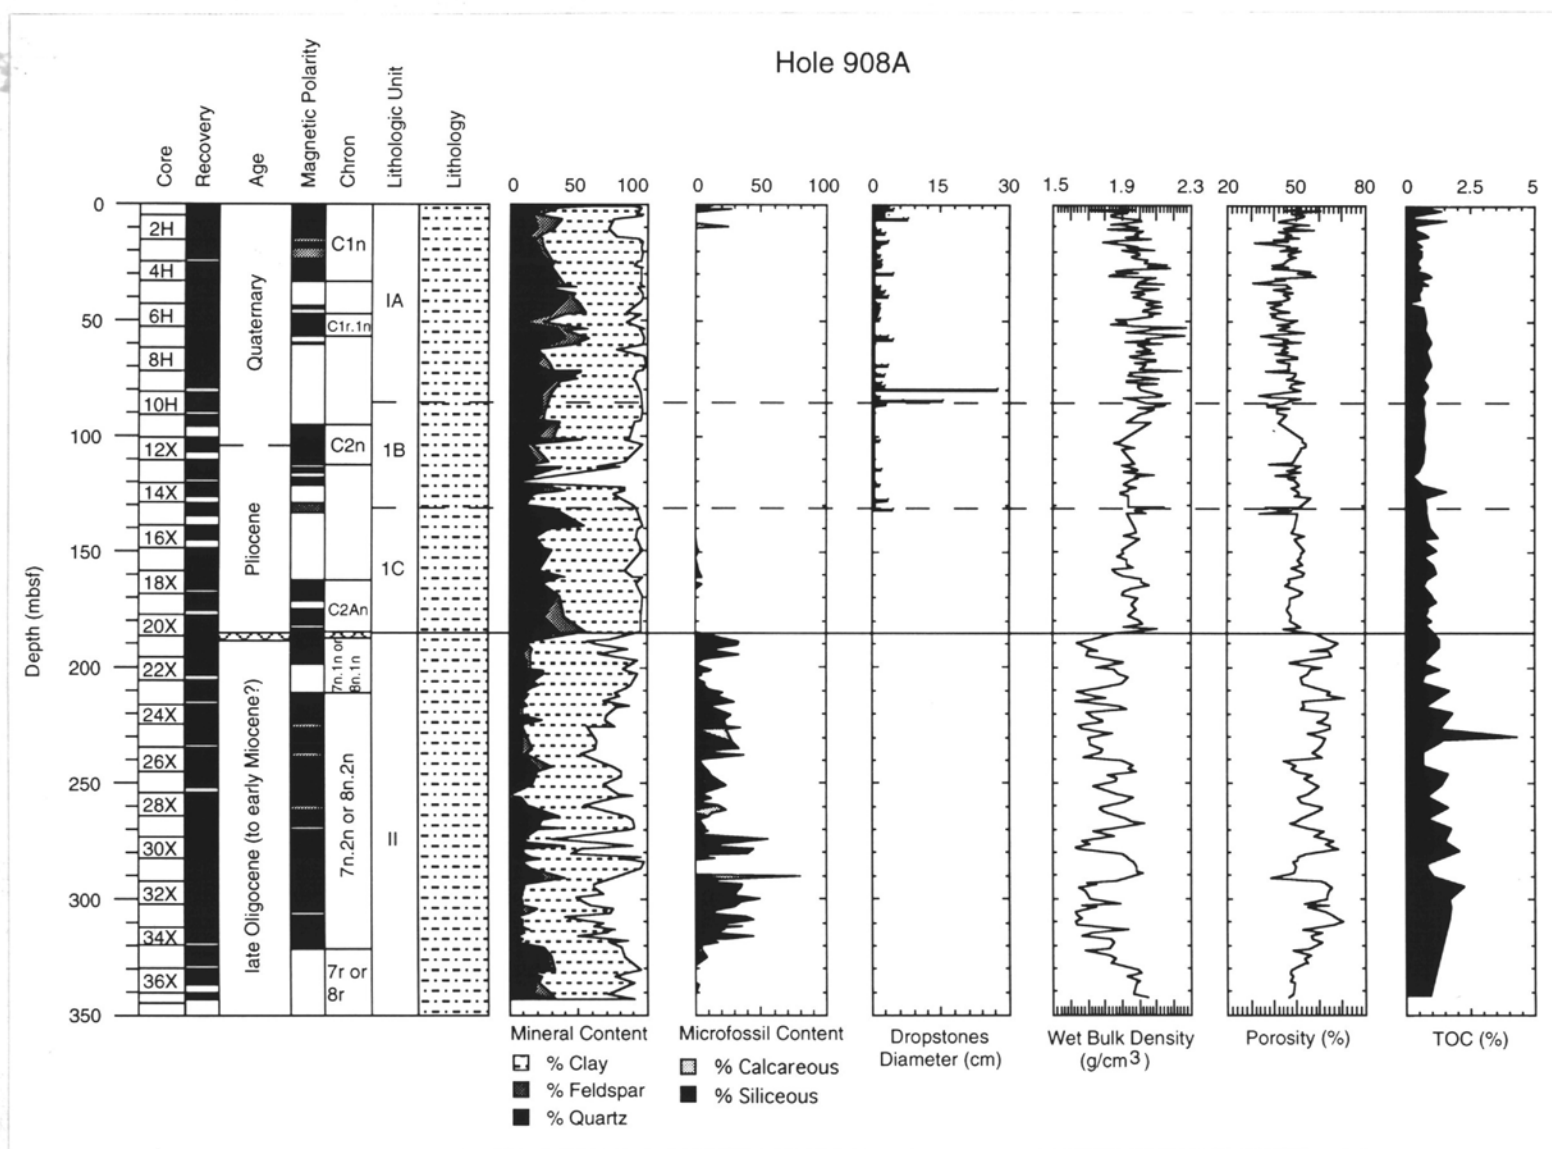 Hole 908A
Core
Recovery
Age
Magnetic Polarity
Chron
Lithologic Unit
Lithology
0 50 100
0 50 100
0 15 30
1.5 1.9 2.3
20 50 80
0 2.5 5
Depth (mbsf)
0
50
100
150
200
250
300
350
2H
4H
6H
8H
10H
12X
14X
16X
18X
20X
22X
24X
26X
28X
30X
32X
34X
36X
Quaternary
Pliocene
late Oligocene (to early Miocene?)
C1n
C1r.1n
C2n
C2An
7n.1n or
8n.1n
7n.2n or 8n.2n
7r or
8r
IA
1B
1C
II
Mineral Content
% Clay
% Feldspar
% Quartz
Microfossil Content
% Calcareous
% Siliceous
Dropstones
Diameter (cm)
Wet Bulk Density
(g/cm3)
Porosity (%)
TOC (%)